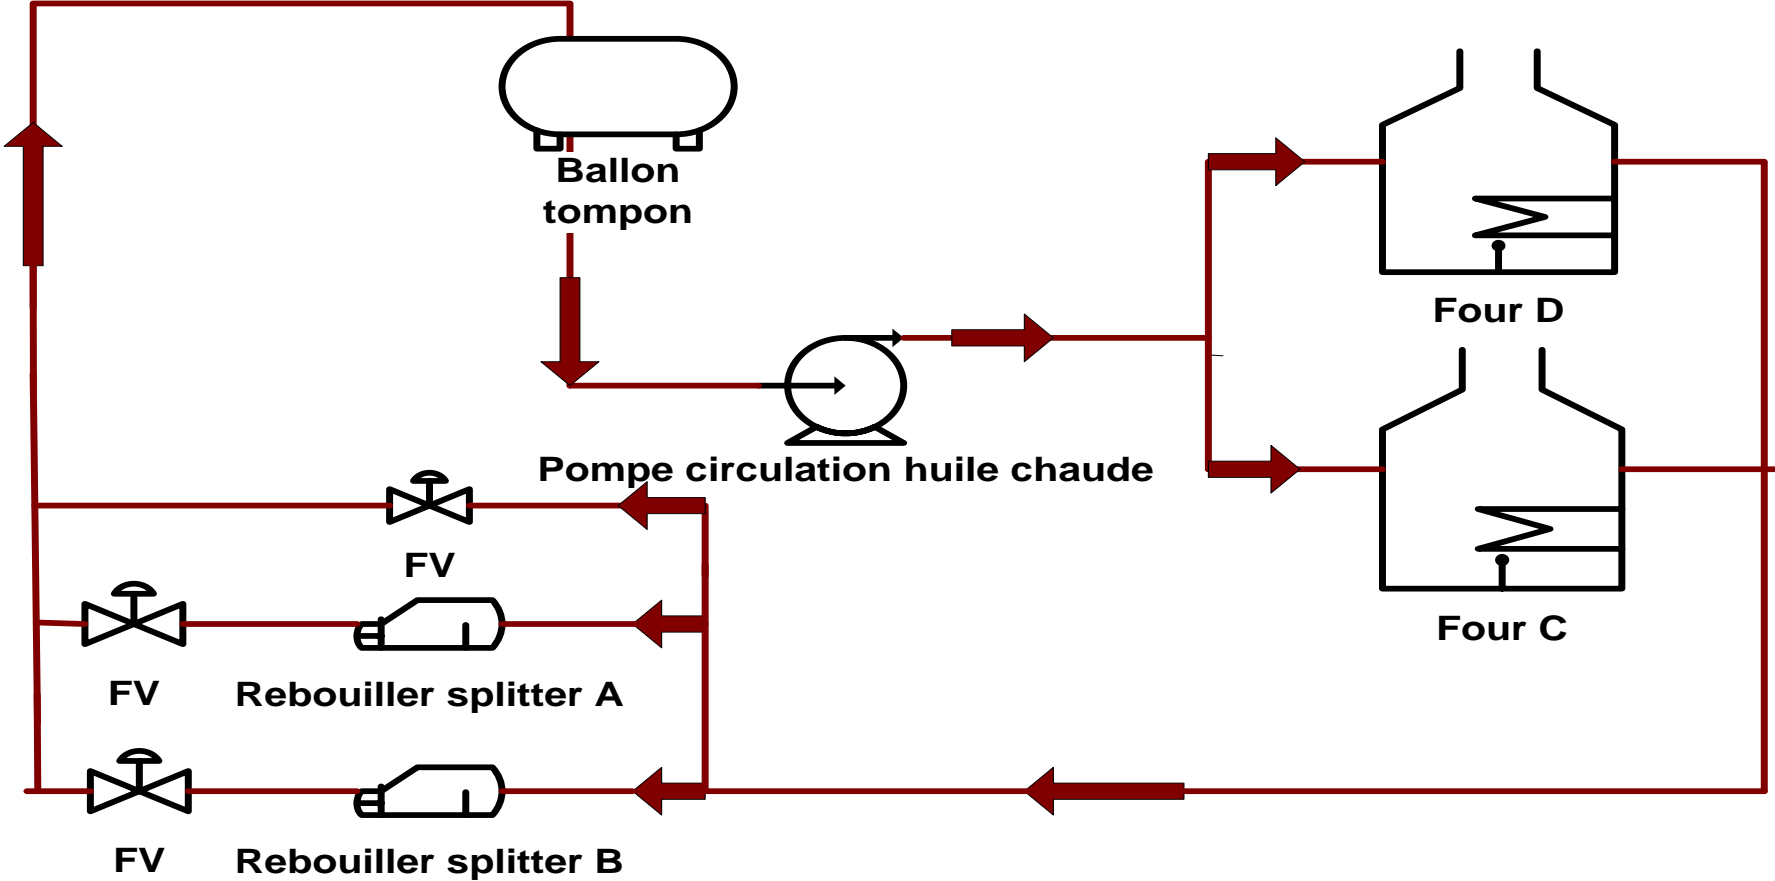 Ballon
tompon
Four D
Pompe circulation huile chaude
FV
Four C
FV
Rebouiller splitter A
FV
Rebouiller splitter B